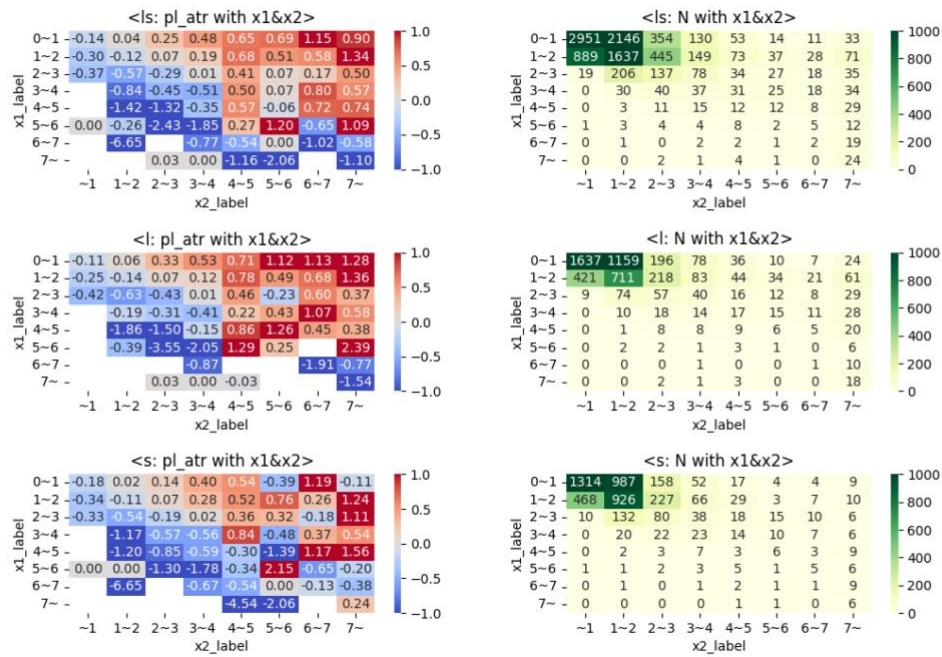 <ls: pl_atr with x1&x2>
x1_label
0~1 -0.14 0.04 0.25 0.48 0.65 0.69 1.15 0.90
1~2 -0.30 -0.12 0.07 0.19 0.68 0.51 0.58 1.34
2~3 -0.37 -0.57 -0.29 0.01 0.41 0.07 0.17 0.50
3~4 -0.84 -0.45 -0.51 0.50 0.07 0.80 0.57
4~5 -1.42 -1.32 -0.35 0.57 -0.06 0.72 0.74
5~6 0.00 -0.26 -2.43 -1.85 0.27 1.20 -0.65 1.09
6~7 -6.65 -0.77 -0.54 0.00 -1.02 -0.58
7~ 0.03 0.00 -1.16 -2.06 -1.10
~1 1~2 2~3 3~4 4~5 5~6 6~7 7~
x2_label
1.0
0.5
0.0
−0.5
−1.0
<ls: N with x1&x2>
x1_label
0~1 2951 2146 354 130 53 14 11 33
1~2 889 1637 445 149 73 37 28 71
2~3 19 206 137 78 34 27 18 35
3~4 0 30 40 37 31 25 18 34
4~5 0 3 11 15 12 12 8 29
5~6 1 3 4 4 8 2 5 12
6~7 0 1 0 2 2 1 2 19
7~ 0 0 2 1 4 1 0 24
~1 1~2 2~3 3~4 4~5 5~6 6~7 7~
x2_label
1000
800
600
400
200
0
<l: pl_atr with x1&x2>
x1_label
0~1 -0.11 0.06 0.33 0.53 0.71 1.12 1.13 1.28
1~2 -0.25 -0.14 0.07 0.12 0.78 0.49 0.68 1.36
2~3 -0.42 -0.63 -0.43 0.01 0.46 -0.23 0.60 0.37
3~4 -0.19 -0.31 -0.41 0.22 0.43 1.07 0.58
4~5 -1.86 -1.50 -0.15 0.86 1.26 0.45 0.38
5~6 -0.39 -3.55 -2.05 1.29 0.25 2.39
6~7 -0.87 -1.91 -0.77
7~ 0.03 0.00 -0.03 -1.54
~1 1~2 2~3 3~4 4~5 5~6 6~7 7~
x2_label
1.0
0.5
0.0
−0.5
−1.0
<l: N with x1&x2>
x1_label
0~1 1637 1159 196 78 36 10 7 24
1~2 421 711 218 83 44 34 21 61
2~3 9 74 57 40 16 12 8 29
3~4 0 10 18 14 17 15 11 28
4~5 0 1 8 8 9 6 5 20
5~6 0 2 2 1 3 1 0 6
6~7 0 0 0 1 0 0 1 10
7~ 0 0 2 1 3 0 0 18
~1 1~2 2~3 3~4 4~5 5~6 6~7 7~
x2_label
1000
800
600
400
200
0
<s: pl_atr with x1&x2>
x1_label
0~1 -0.18 0.02 0.14 0.40 0.54 -0.39 1.19 -0.11
1~2 -0.34 -0.11 0.07 0.28 0.52 0.76 0.26 1.24
2~3 -0.33 -0.54 -0.19 0.02 0.36 0.32 -0.18 1.11
3~4 -1.17 -0.57 -0.56 0.84 -0.48 0.37 0.54
4~5 -1.20 -0.85 -0.59 -0.30 -1.39 1.17 1.56
5~6 0.00 0.00 -1.30 -1.78 -0.34 2.15 -0.65 -0.20
6~7 -6.65 -0.67 -0.54 0.00 -0.13 -0.38
7~ -4.54 -2.06 0.24
~1 1~2 2~3 3~4 4~5 5~6 6~7 7~
x2_label
1.0
0.5
0.0
−0.5
−1.0
<s: N with x1&x2>
x1_label
0~1 1314 987 158 52 17 4 4 9
1~2 468 926 227 66 29 3 7 10
2~3 10 132 80 38 18 15 10 6
3~4 0 20 22 23 14 10 7 6
4~5 0 2 3 7 3 6 3 9
5~6 1 1 2 3 5 1 5 6
6~7 0 1 0 1 2 1 1 9
7~ 0 0 0 0 1 1 0 6
~1 1~2 2~3 3~4 4~5 5~6 6~7 7~
x2_label
1000
800
600
400
200
0